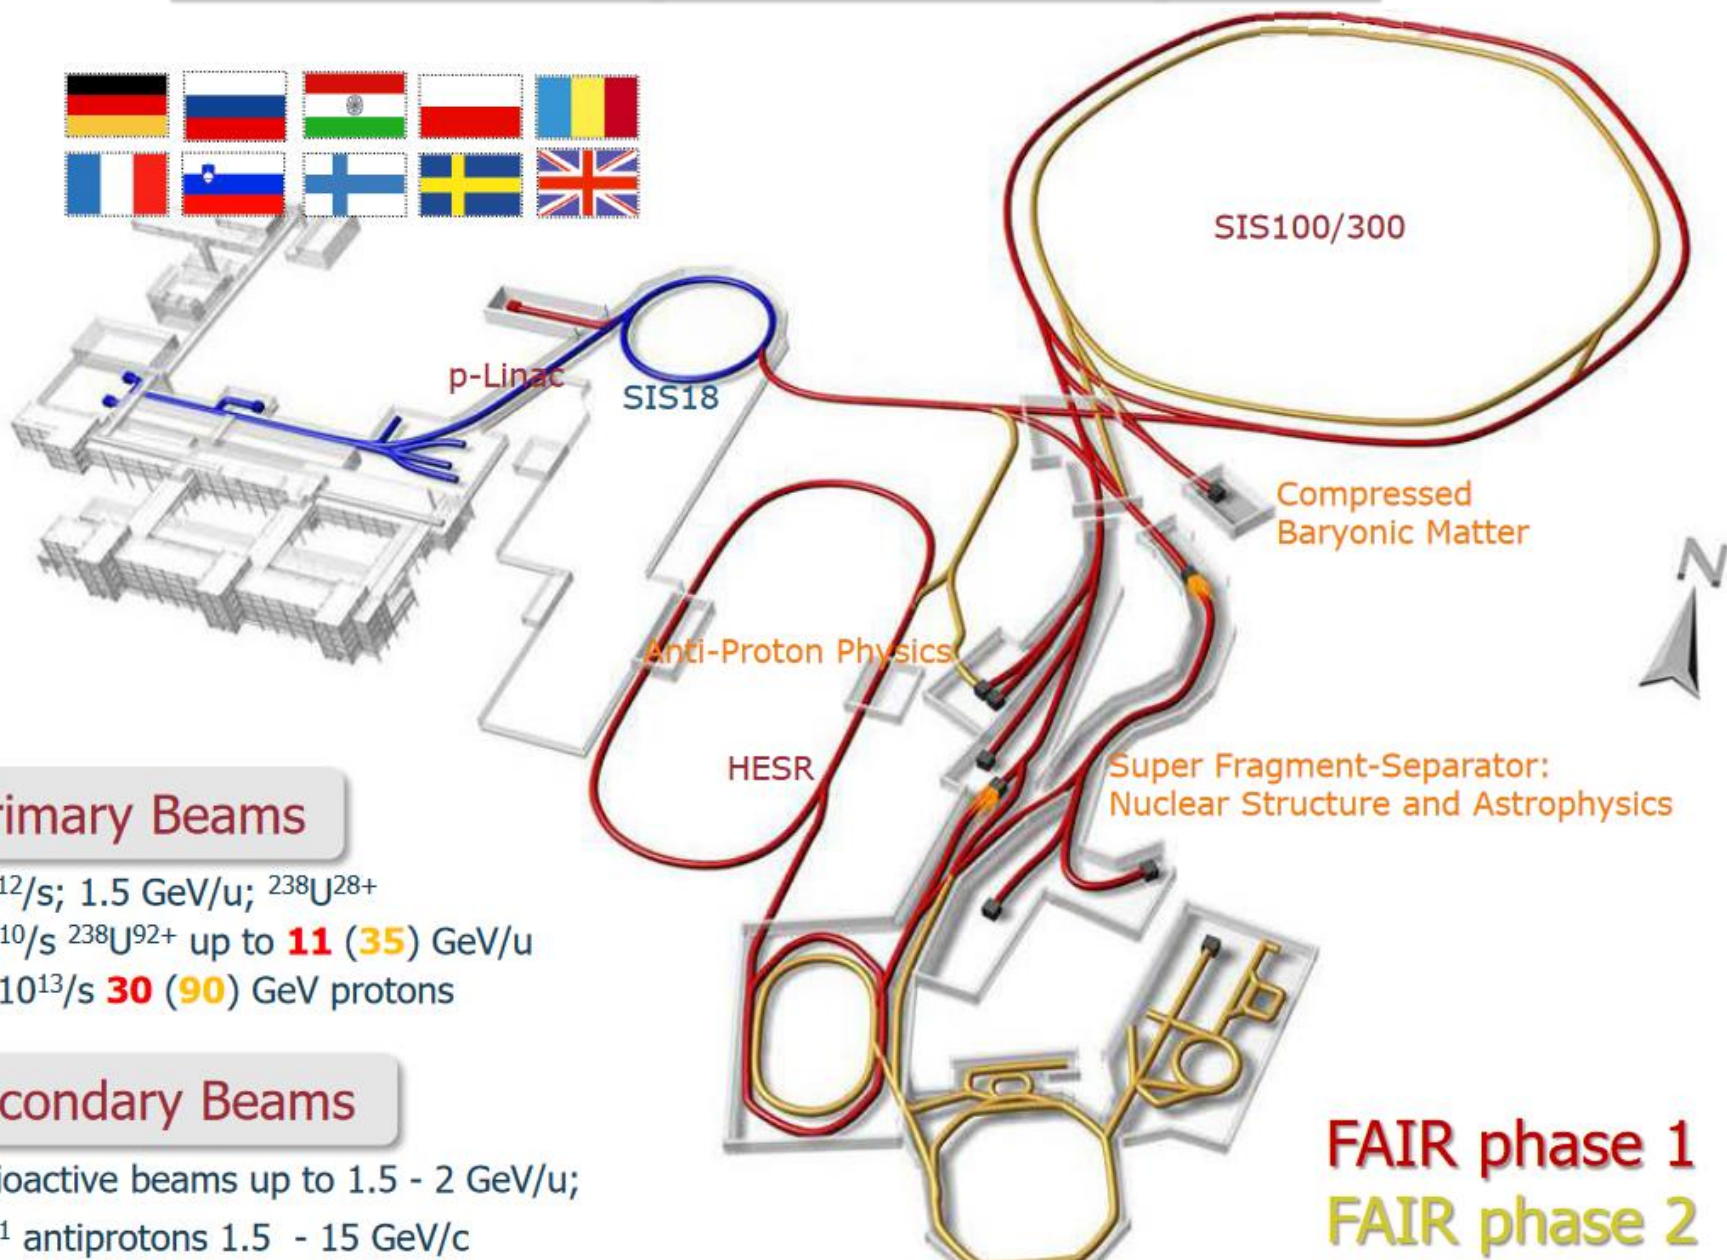 SIS100/300
p-Linac
SIS18
Compressed
Baryonic Matter
N
Anti-Proton Physics
HESR
Super Fragment-Separator:
Nuclear Structure and Astrophysics
rimary Beams
12/s; 1.5 GeV/u; ²³⁸U²⁸⁺
¹⁰/s ²³⁸U⁹²⁺ up to 11 (35) GeV/u
10¹³/s 30 (90) GeV protons
condary Beams
ioactive beams up to 1.5 - 2 GeV/u;
¹ antiprotons 1.5 - 15 GeV/c
FAIR phase 1
FAIR phase 2